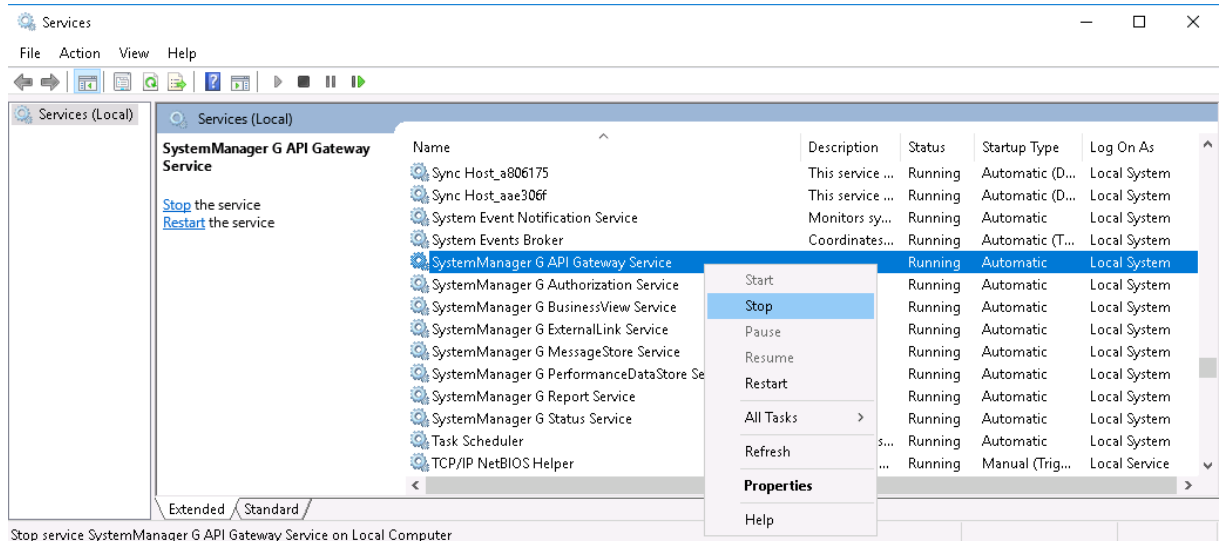 Services
File Action View Help
Services (Local)
Services (Local)
SystemManager G API Gateway
Service
Stop the service
Restart the service
Name Description Status Startup Type Log On As
Sync Host_a806175 This service ... Running Automatic (D... Local System
Sync Host_aae306f This service ... Running Automatic (D... Local System
System Event Notification Service Monitors sy... Running Automatic Local System
System Events Broker Coordinates... Running Automatic (T... Local System
SystemManager G API Gateway Service Running Automatic Local System
SystemManager G Authorization Service Running Automatic Local System
SystemManager G BusinessView Service Running Automatic Local System
SystemManager G ExternalLink Service Running Automatic Local System
SystemManager G MessageStore Service Running Automatic Local System
SystemManager G PerformanceDataStore Se Running Automatic Local System
SystemManager G Report Service Running Automatic Local System
SystemManager G Status Service Running Automatic Local System
Task Scheduler s... Running Automatic Local System
TCP/IP NetBIOS Helper ... Running Manual (Trig... Local Service
Start
Stop
Pause
Resume
Restart
All Tasks
Refresh
Properties
Help
Extended Standard
Stop service SystemManager G API Gateway Service on Local Computer